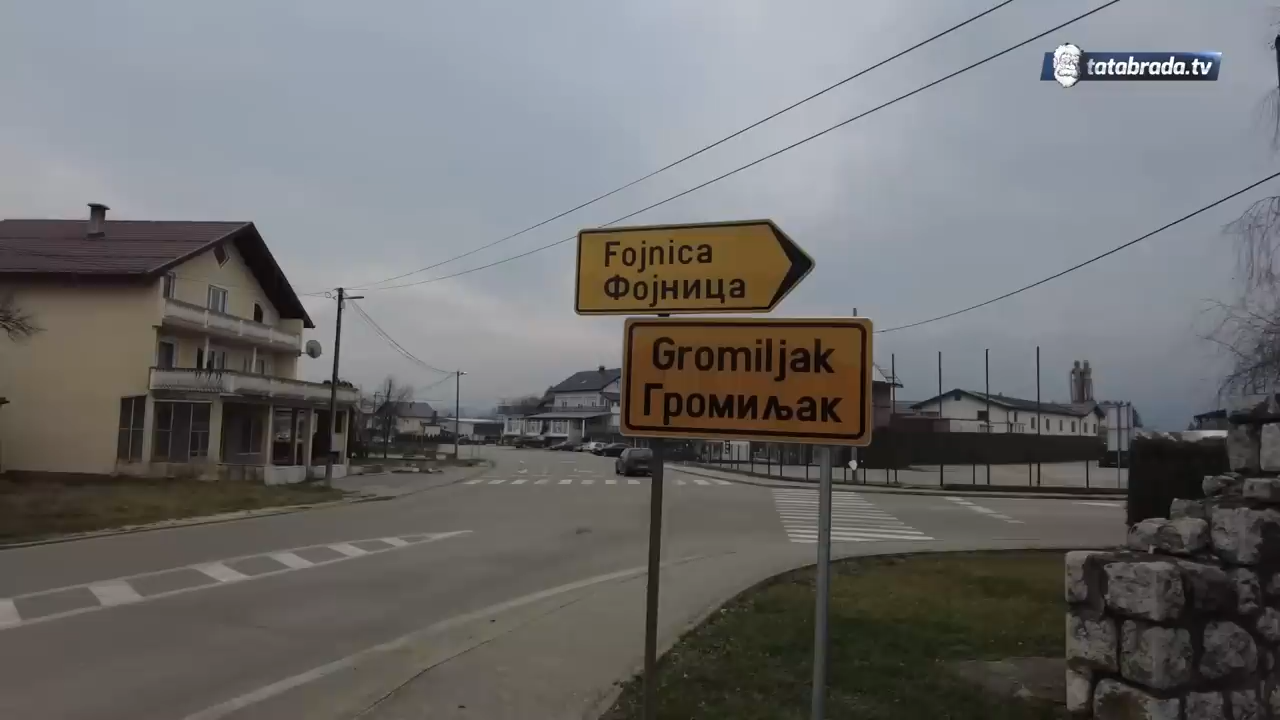 tatabrada.tv
Fojnica
Фојница
Gromiljak
Громиљак